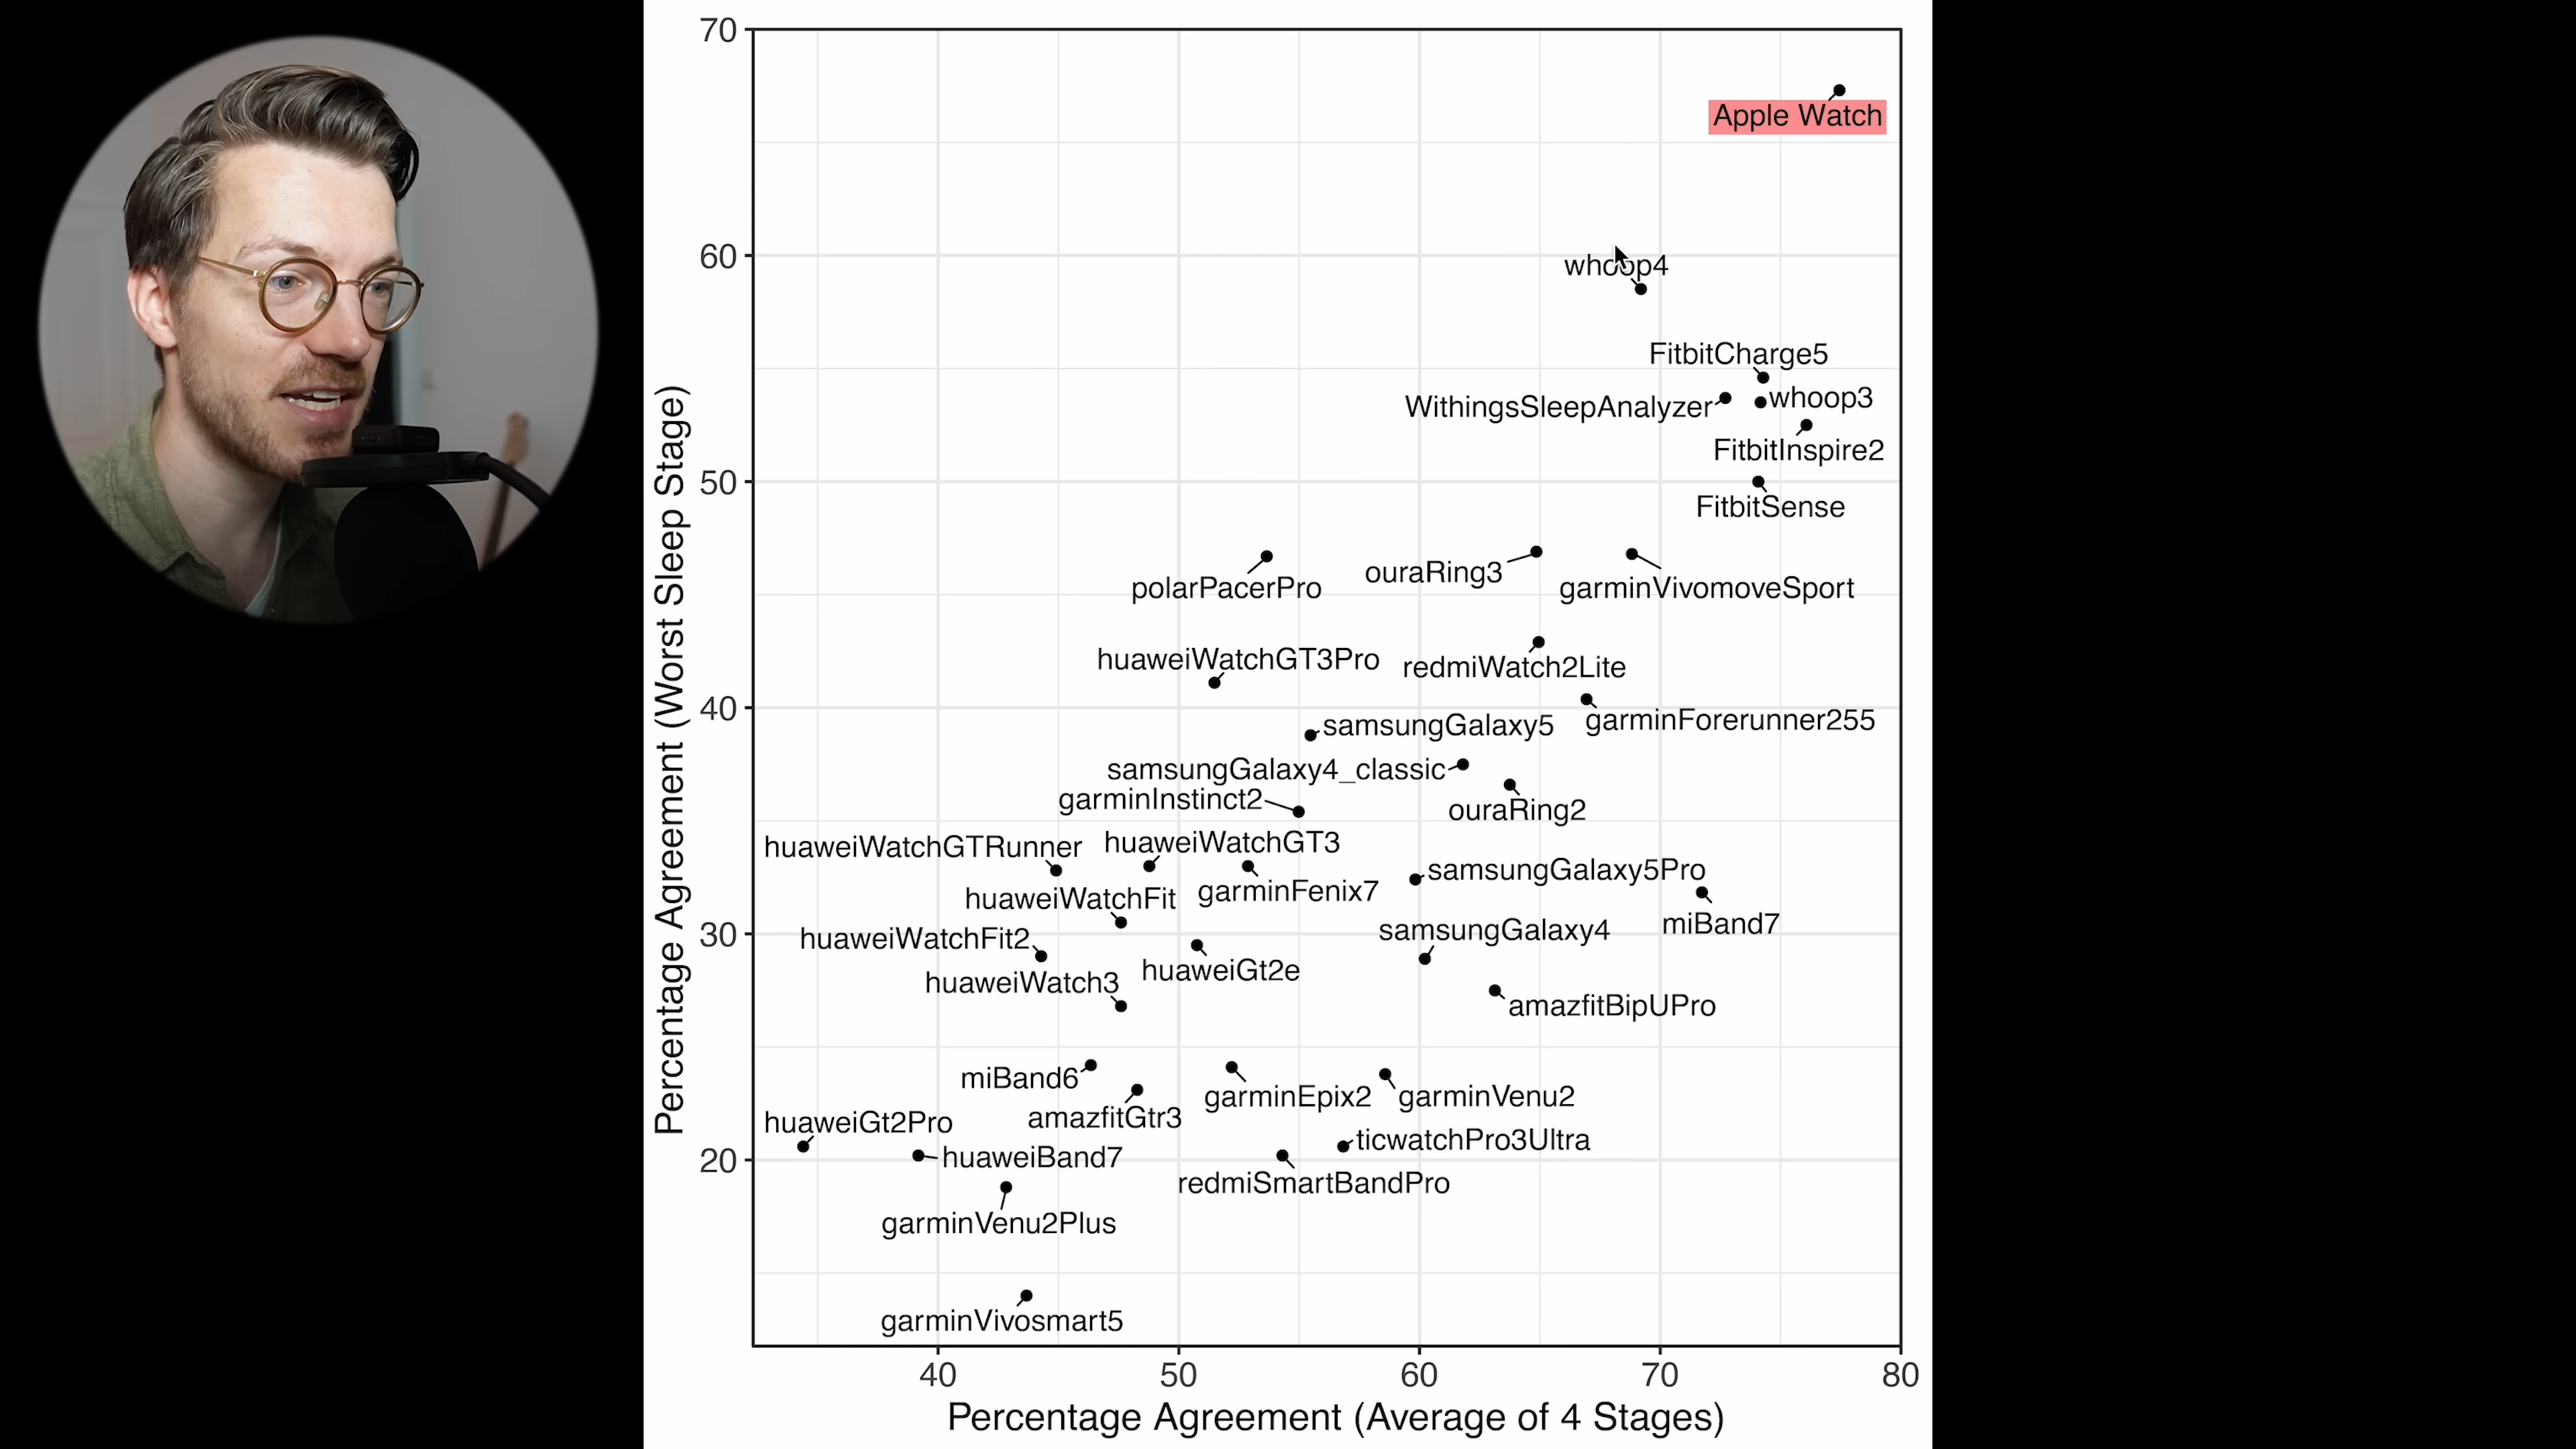 70
Apple Watch
60
whoop4
FitbitCharge5
whoop3
WithingsSleepAnalyzer
FitbitInspire2
50
FitbitSense
ouraRing3
polarPacerPro
garminVivomoveSport
huaweiWatchGT3Pro
redmiWatch2Lite
40
garminForerunner255
samsungGalaxy5
samsungGalaxy4_classic
garminInstinct2
ouraRing2
huaweiWatchGTRunner
huaweiWatchGT3
samsungGalaxy5Pro
huaweiWatchFit
garminFenix7
miBand7
30
huaweiWatchFit2
samsungGalaxy4
huaweiGt2e
huaweiWatch3
amazfitBipUPro
miBand6
garminEpix2
garminVenu2
amazfitGtr3
huaweiGt2Pro
ticwatchPro3Ultra
20
huaweiBand7
redmiSmartBandPro
garminVenu2Plus
garminVivosmart5
40 50 60 70 80
Percentage Agreement (Average of 4 Stages)
Percentage Agreement (Worst Sleep Stage)